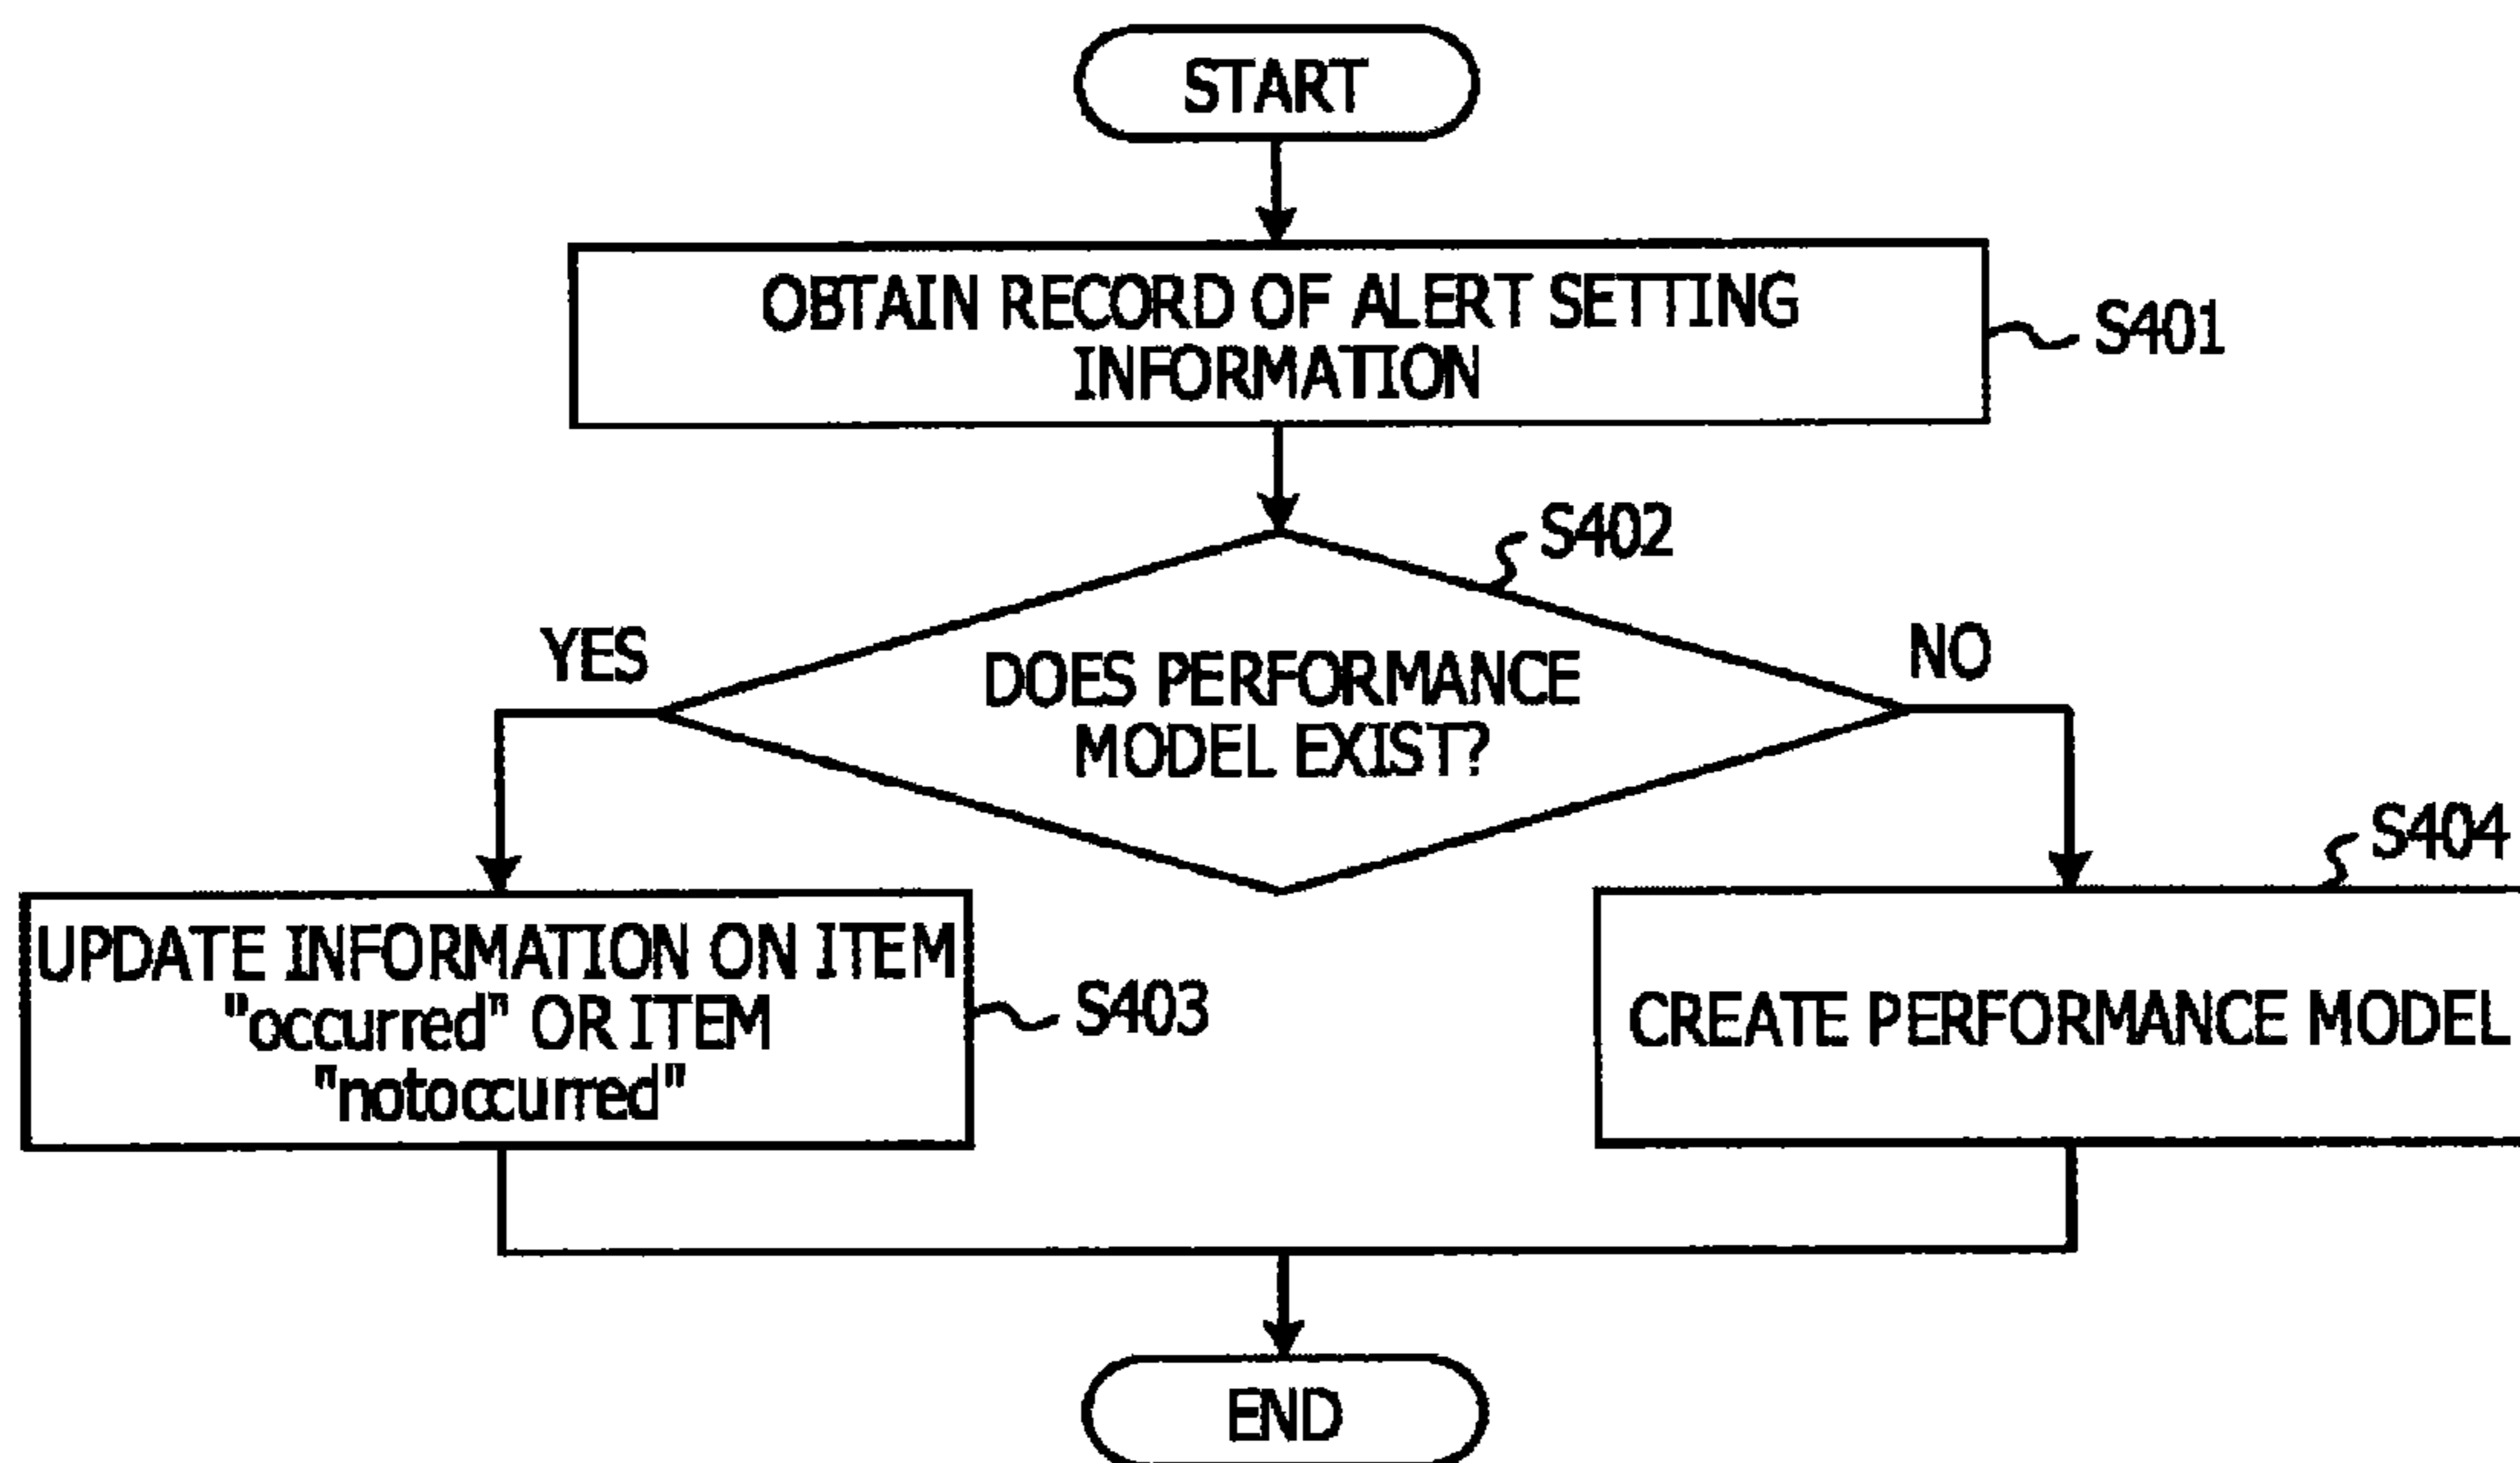 START
OBTAIN RECORD OF ALERT SETTING
INFORMATION
S401
S402
YES
NO
DOES PERFORMANCE
MODEL EXIST?
S404
UPDATE INFORMATION ON ITEM
"occurred" OR ITEM
"notoccurred"
S403
CREATE PERFORMANCE MODEL
END